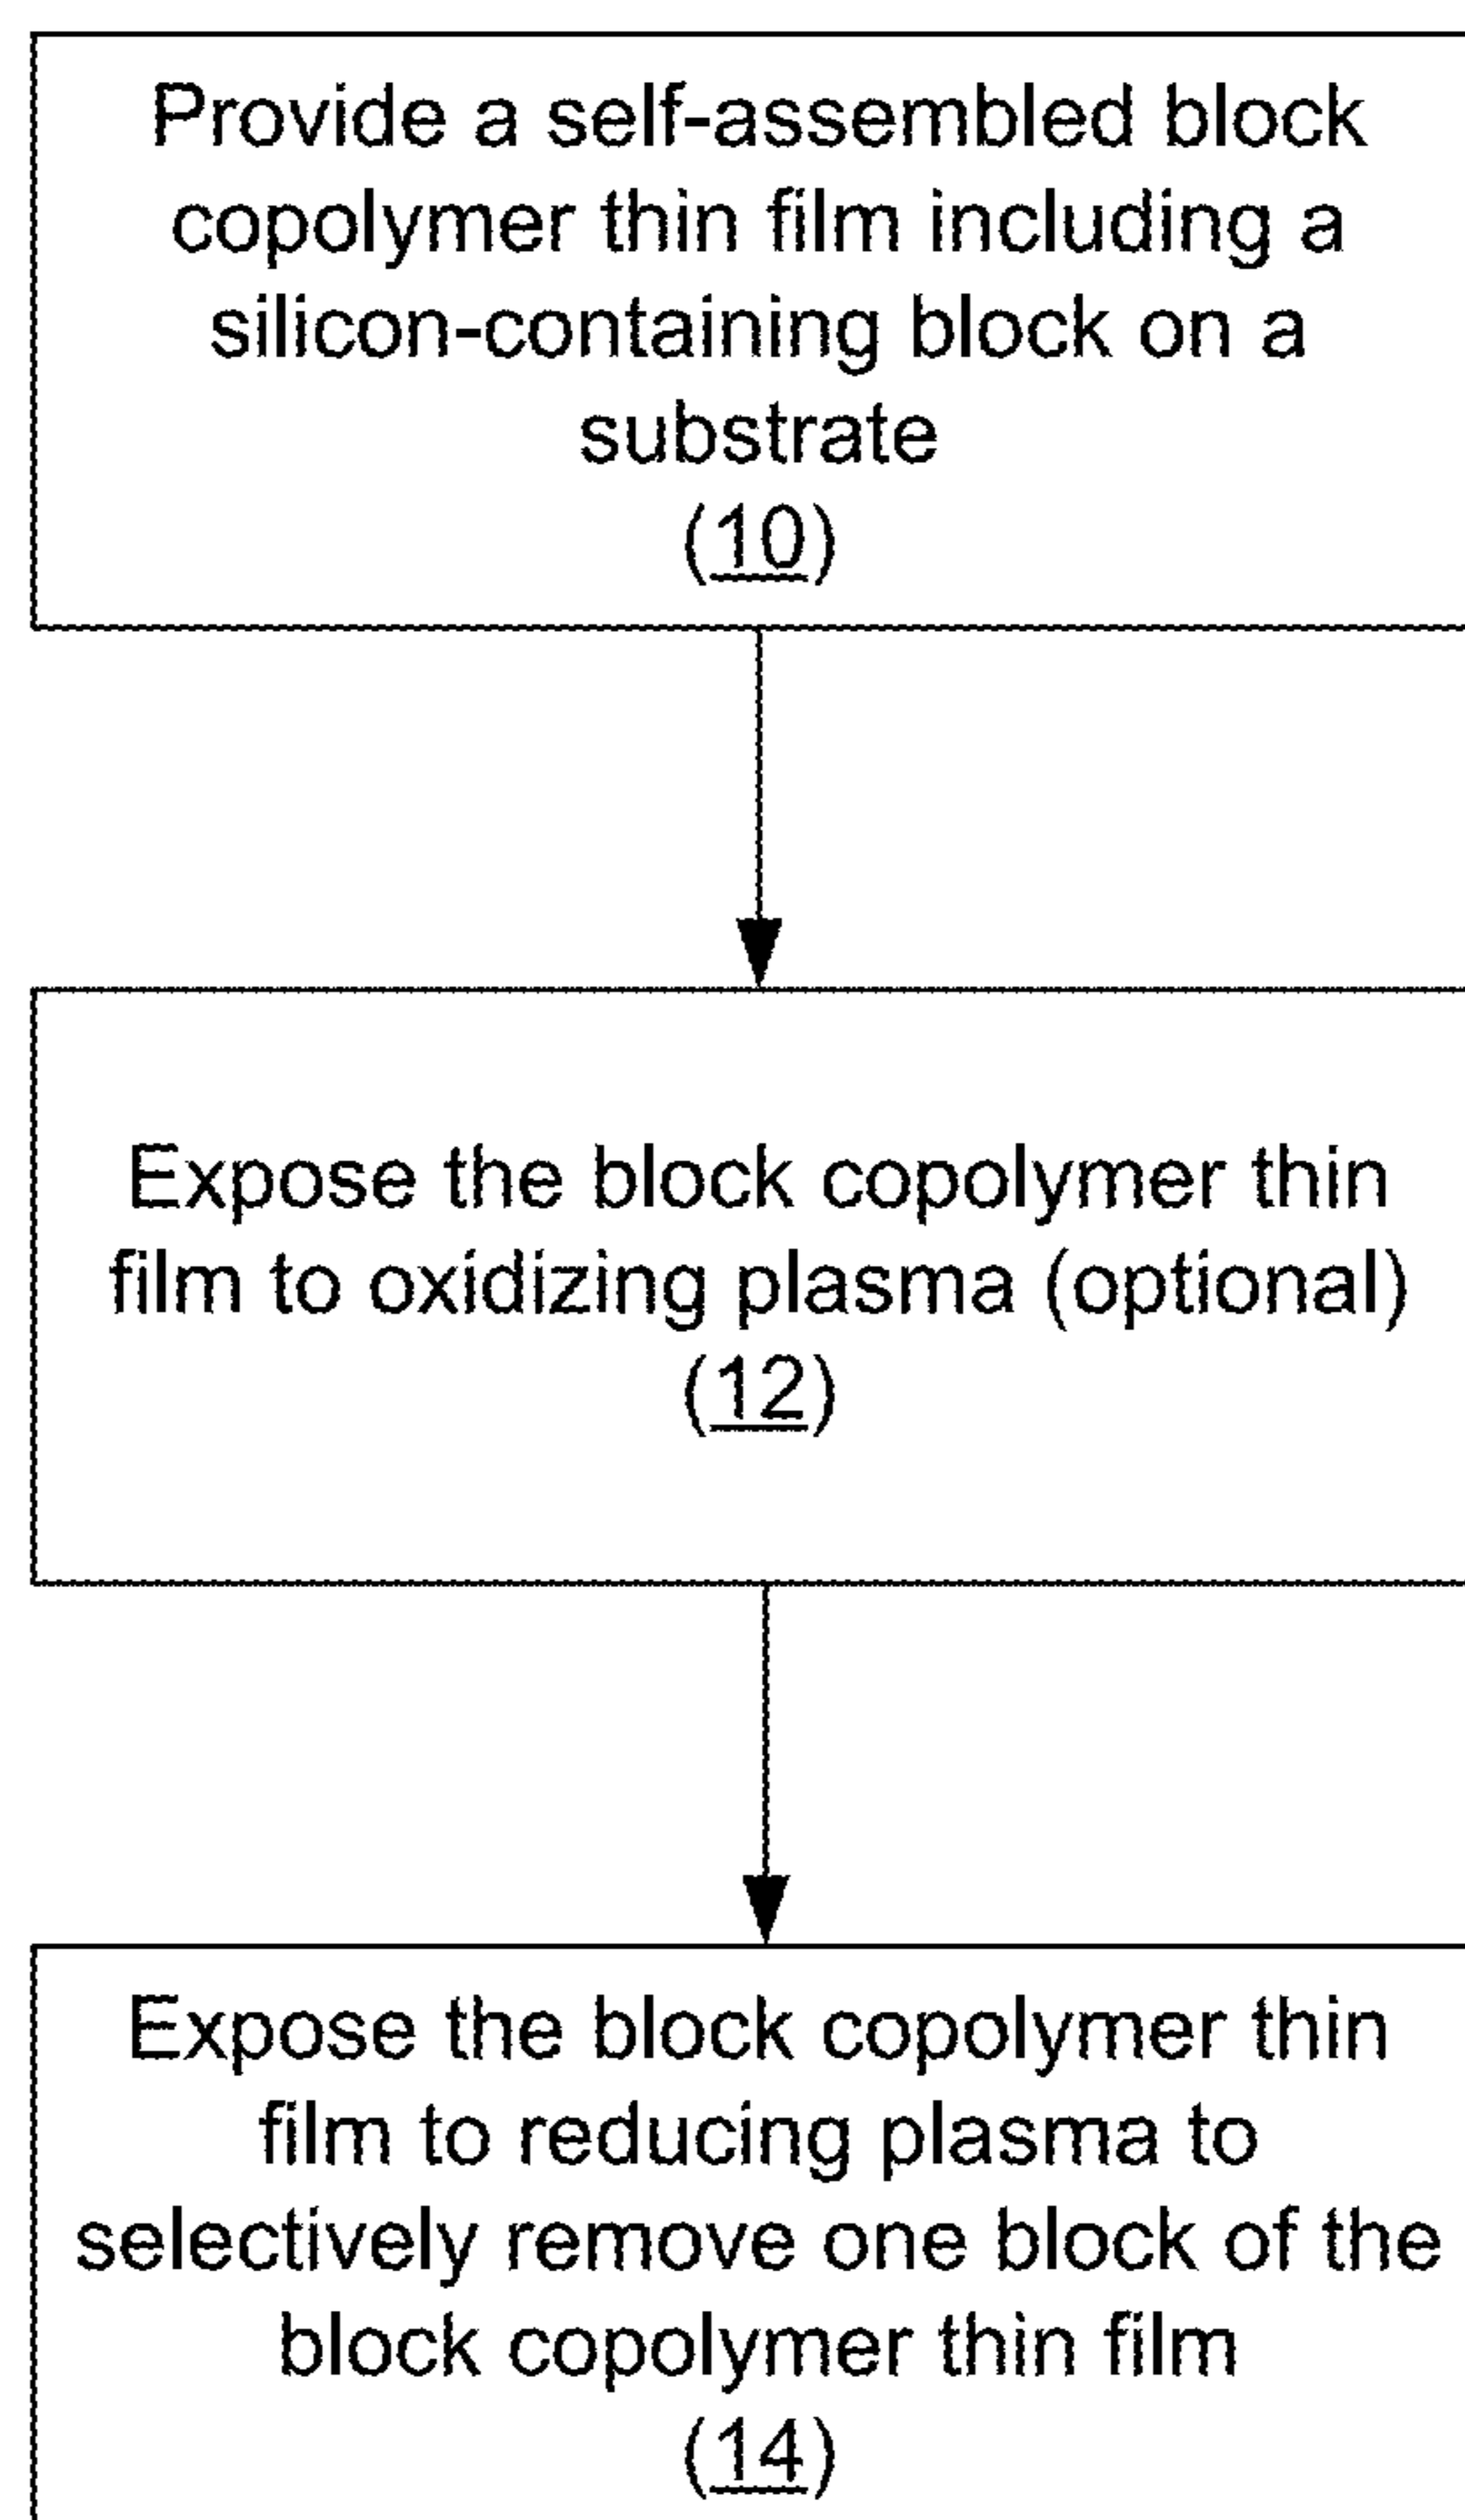 Provide a self-assembled block
copolymer thin film including a
silicon-containing block on a
substrate
(10)
Expose the block copolymer thin
film to oxidizing plasma (optional)
(12)
Expose the block copolymer thin
film to reducing plasma to
selectively remove one block of the
block copolymer thin film
(14)